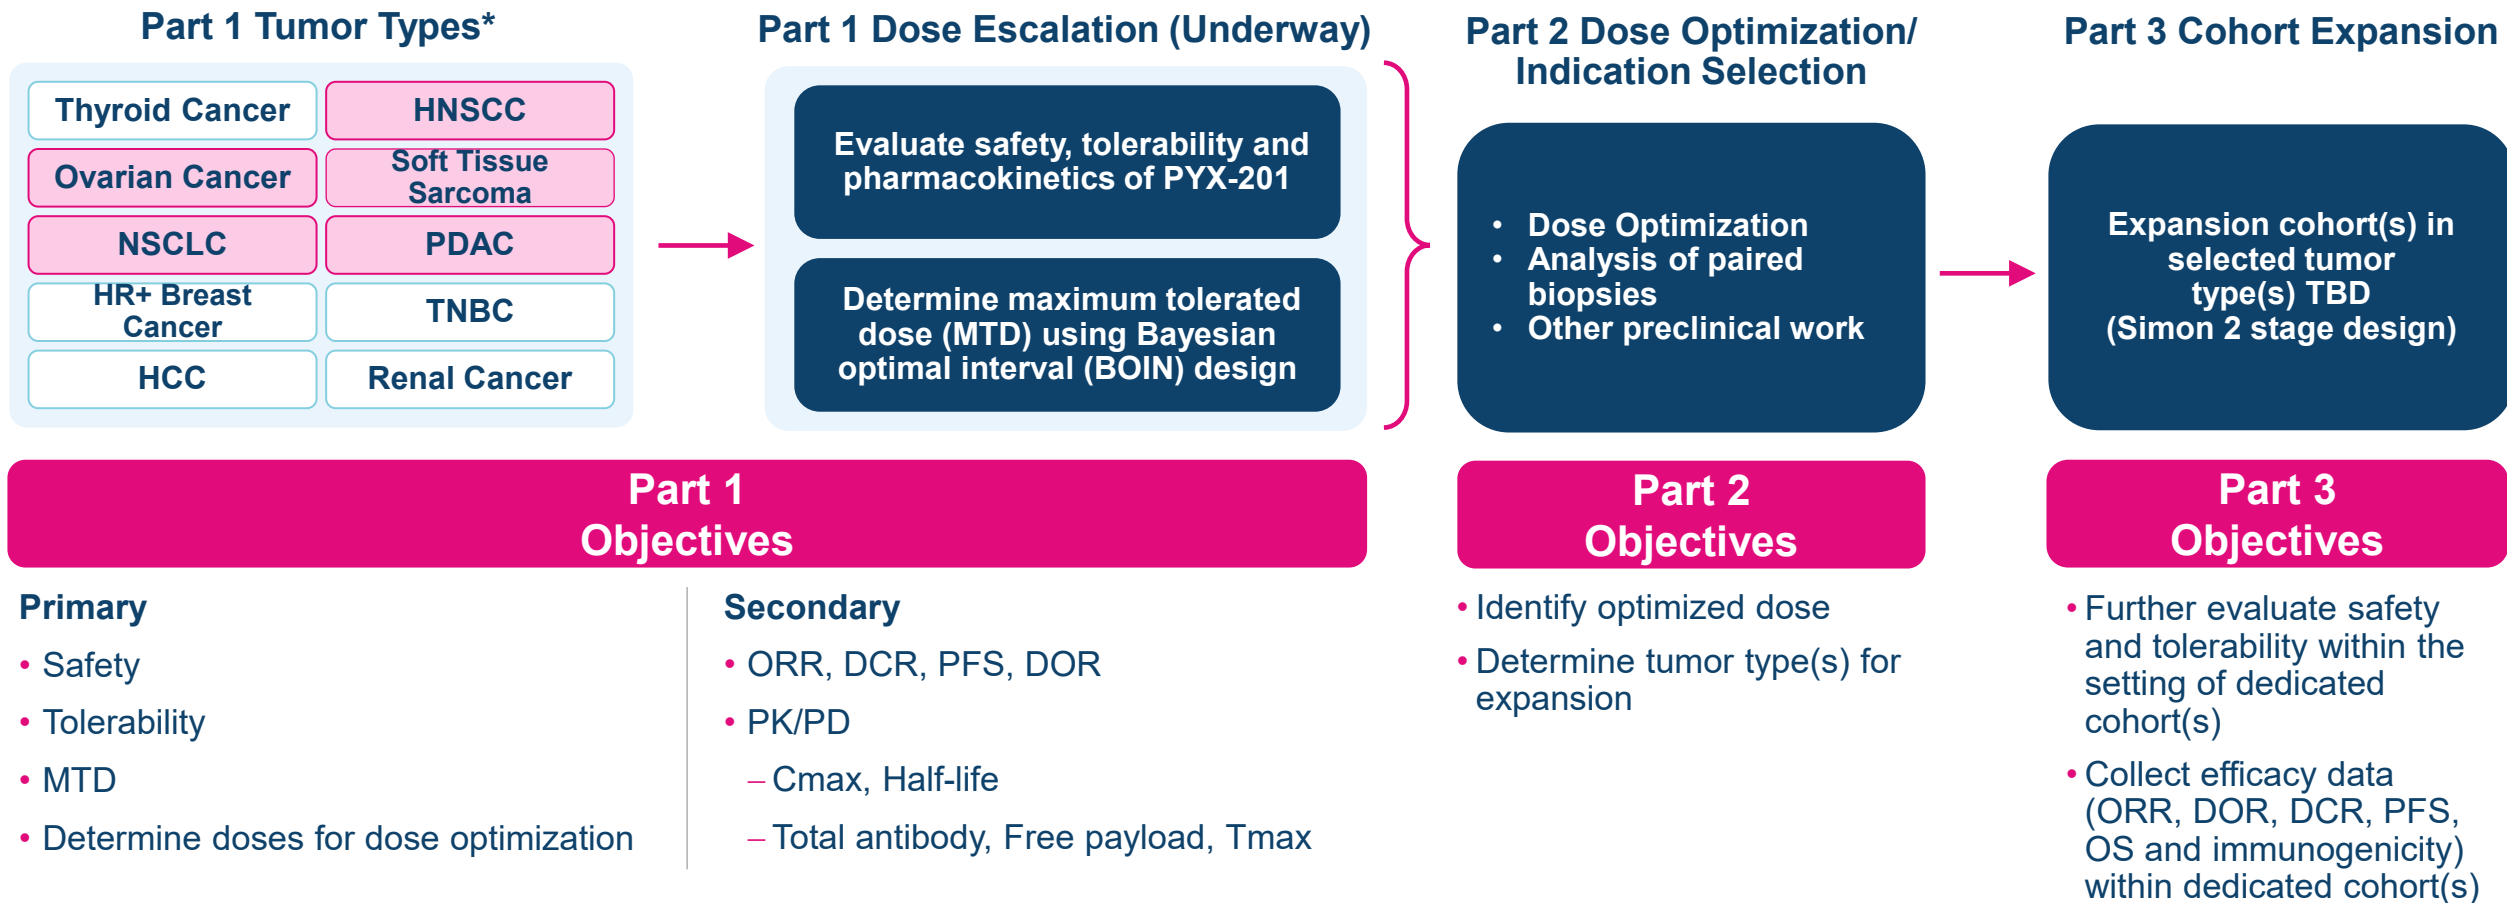 Part 1 Tumor Types*
Thyroid Cancer
HNSCC
Ovarian Cancer
Soft Tissue
Sarcoma
NSCLC
PDAC
HR+ Breast
Cancer
TNBC
HCC
Renal Cancer
Part 1 Dose Escalation (Underway)
Evaluate safety, tolerability and
pharmacokinetics of PYX-201
Determine maximum tolerated
dose (MTD) using Bayesian
optimal interval (BOIN) design
Part 2 Dose Optimization/
Indication Selection
• Dose Optimization
• Analysis of paired
biopsies
• Other preclinical work
Part 3 Cohort Expansion
Expansion cohort(s) in
selected tumor
type(s) TBD
(Simon 2 stage design)
Part 1
Objectives
Primary
• Safety
• Tolerability
• MTD
• Determine doses for dose optimization
Secondary
• ORR, DCR, PFS, DOR
• PK/PD
– Cmax, Half-life
– Total antibody, Free payload, Tmax
Part 2
Objectives
• Identify optimized dose
• Determine tumor type(s) for
expansion
Part 3
Objectives
• Further evaluate safety
and tolerability within the
setting of dedicated
cohort(s)
• Collect efficacy data
(ORR, DOR, DCR, PFS,
OS and immunogenicity)
within dedicated cohort(s)